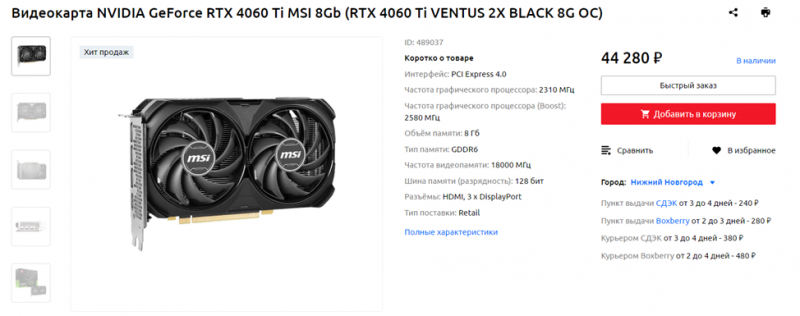 Видеокарта NVIDIA GeForce RTX 4060 Ti MSI 8Gb (RTX 4060 Ti VENTUS 2X BLACK 8G OC)
Хит продаж
msi
msi
ID: 489037
Коротко о товаре
Интерфейс: PCI Express 4.0
Частота графического процессора: 2310 МГц
Частота графического процессора (Boost):
2580 МГц
Объём памяти: 8 Гб
Тип памяти: GDDR6
Частота видеопамяти: 18000 МГц
Шина памяти (разрядность): 128 бит
Разъёмы: HDMI, 3 x DisplayPort
Тип поставки: Retail
Полные характеристики
44 280 ₽
В наличии
Быстрый заказ
Добавить в корзину
Сравнить
В избранное
Город: Нижний Новгород
Пункт выдачи СДЭК от 3 до 4 дней - 240 ₽
Пункт выдачи Boxberry от 2 до 3 дней - 280 ₽
Курьером СДЭК от 3 до 4 дней - 380 ₽
Курьером Boxberry от 2 до 4 дней - 480 ₽